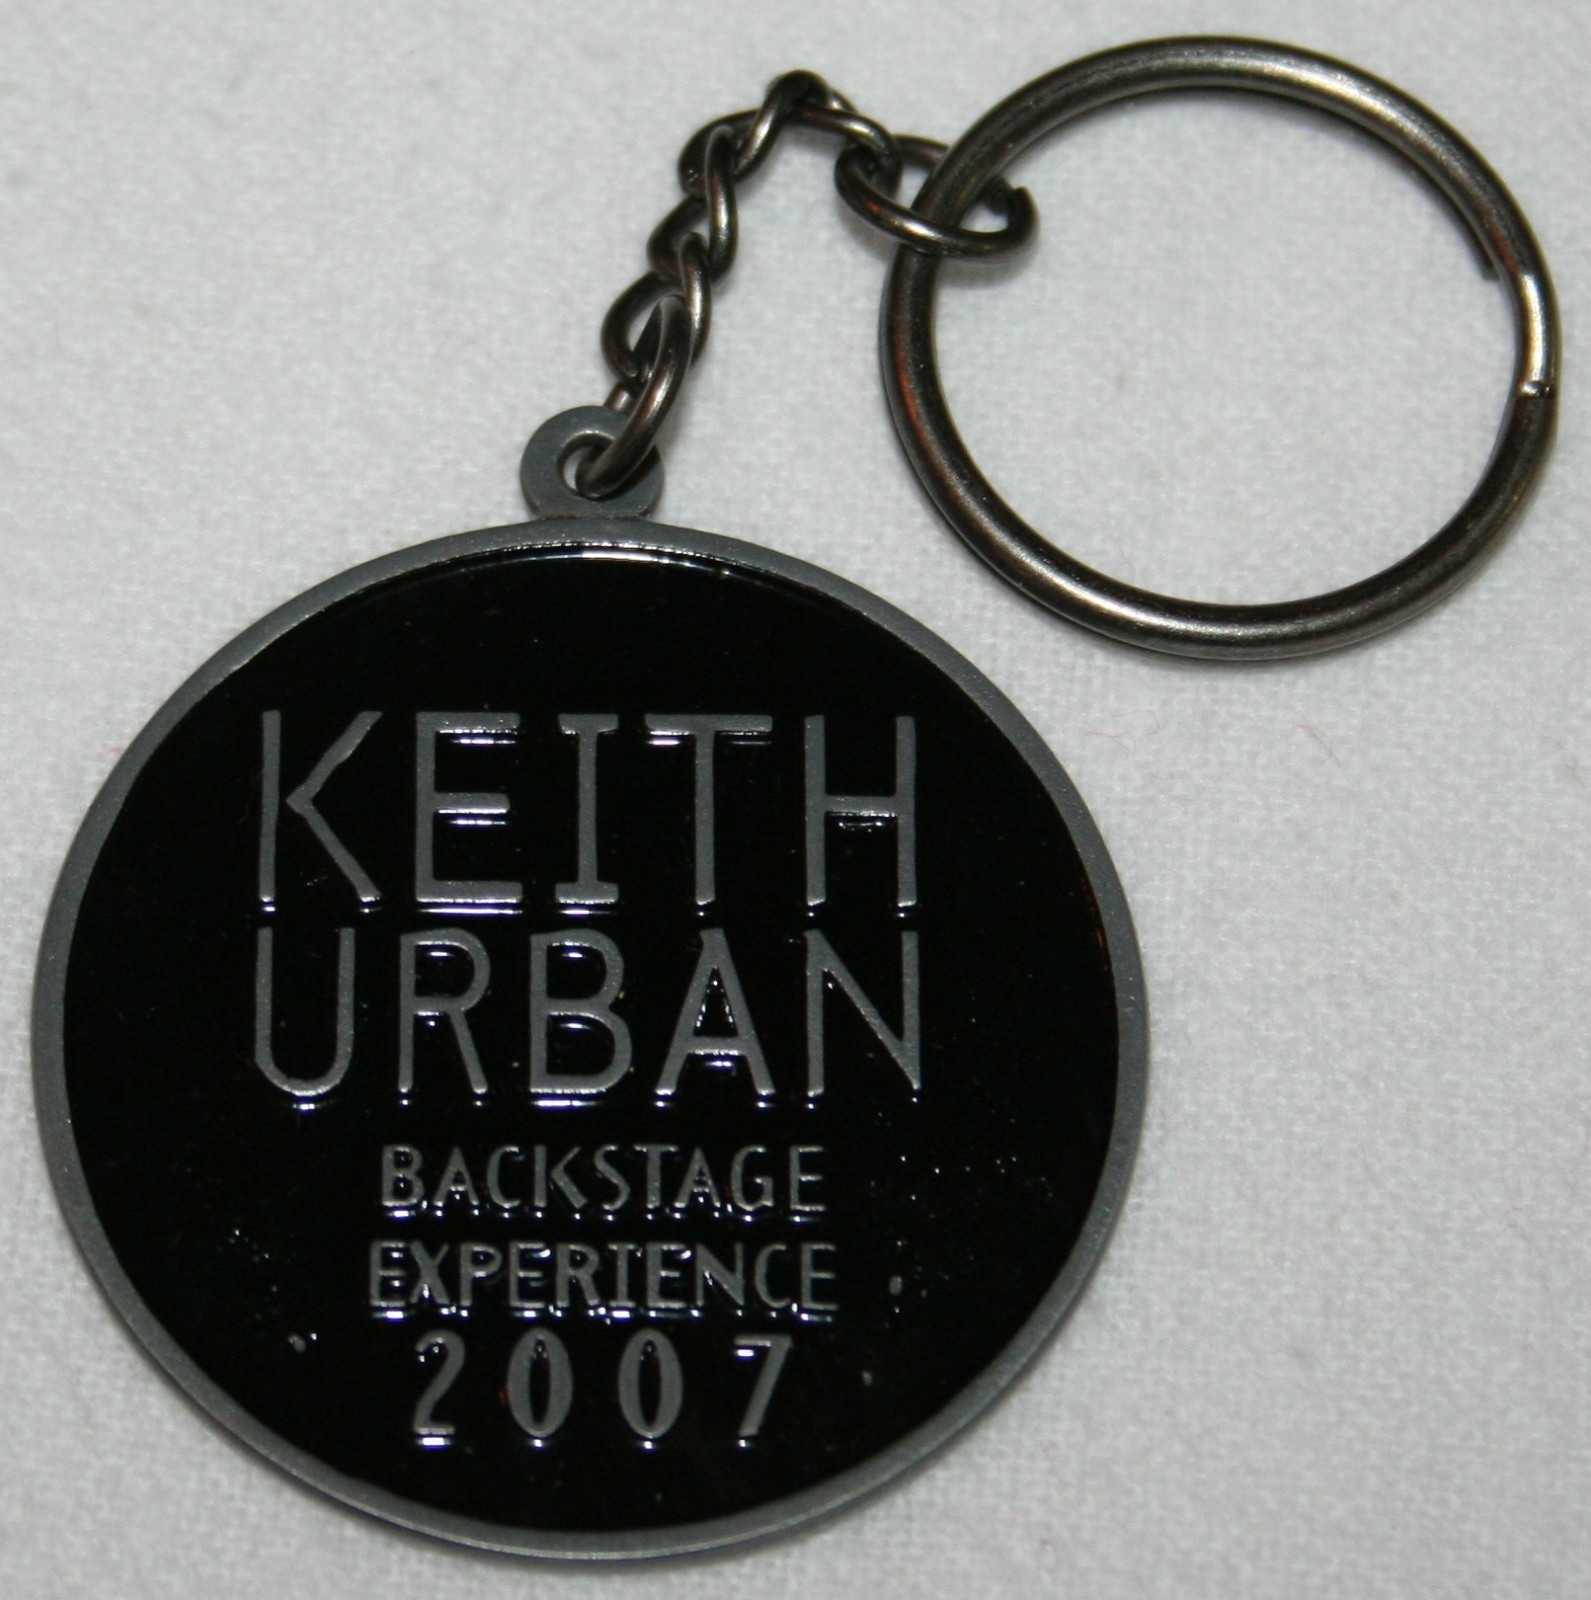 KEITH
URBAN
BACKSTAGE
EXPERIENCE
2007